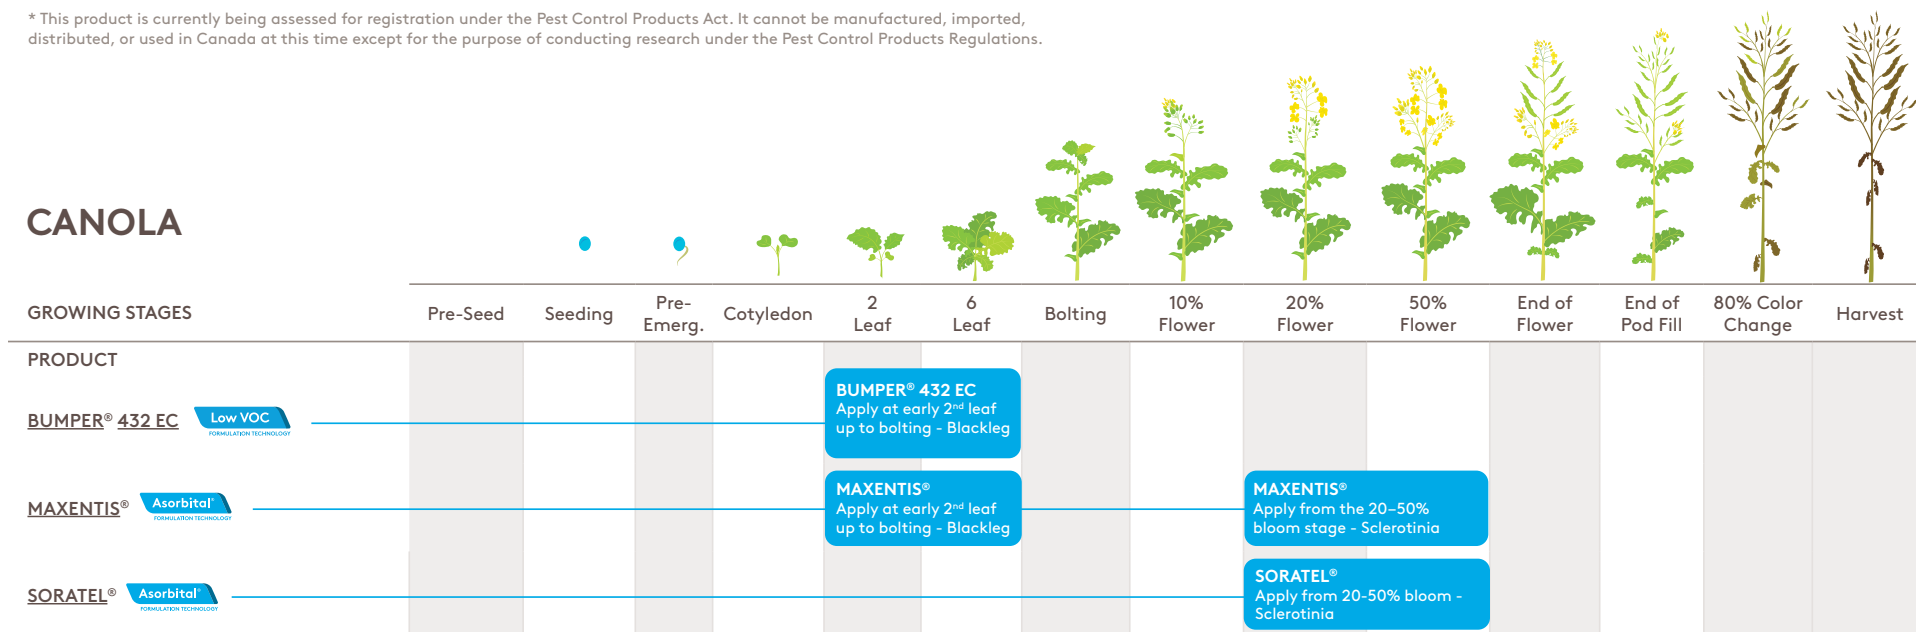 * This product is currently being assessed for registration under the Pest Control Products Act. It cannot be manufactured, imported,
distributed, or used in Canada at this time except for the purpose of conducting research under the Pest Control Products Regulations.
CANOLA
GROWING STAGES
Pre-Seed
Seeding
Pre-
Emerg.
Cotyledon
2
Leaf
6
Leaf
Bolting
10%
Flower
20%
Flower
50%
Flower
End of
Flower
End of
Pod Fill
80% Color
Change
Harvest
PRODUCT
BUMPER® 432 EC
Low VOC
FORMULATION TECHNOLOGY
BUMPER® 432 EC
Apply at early 2nd leaf
up to bolting - Blackleg
MAXENTIS®
Asorbital®
FORMULATION TECHNOLOGY
MAXENTIS®
Apply at early 2nd leaf
up to bolting - Blackleg
MAXENTIS®
Apply from the 20–50%
bloom stage - Sclerotinia
SORATEL®
Asorbital®
FORMULATION TECHNOLOGY
SORATEL®
Apply from 20-50% bloom -
Sclerotinia